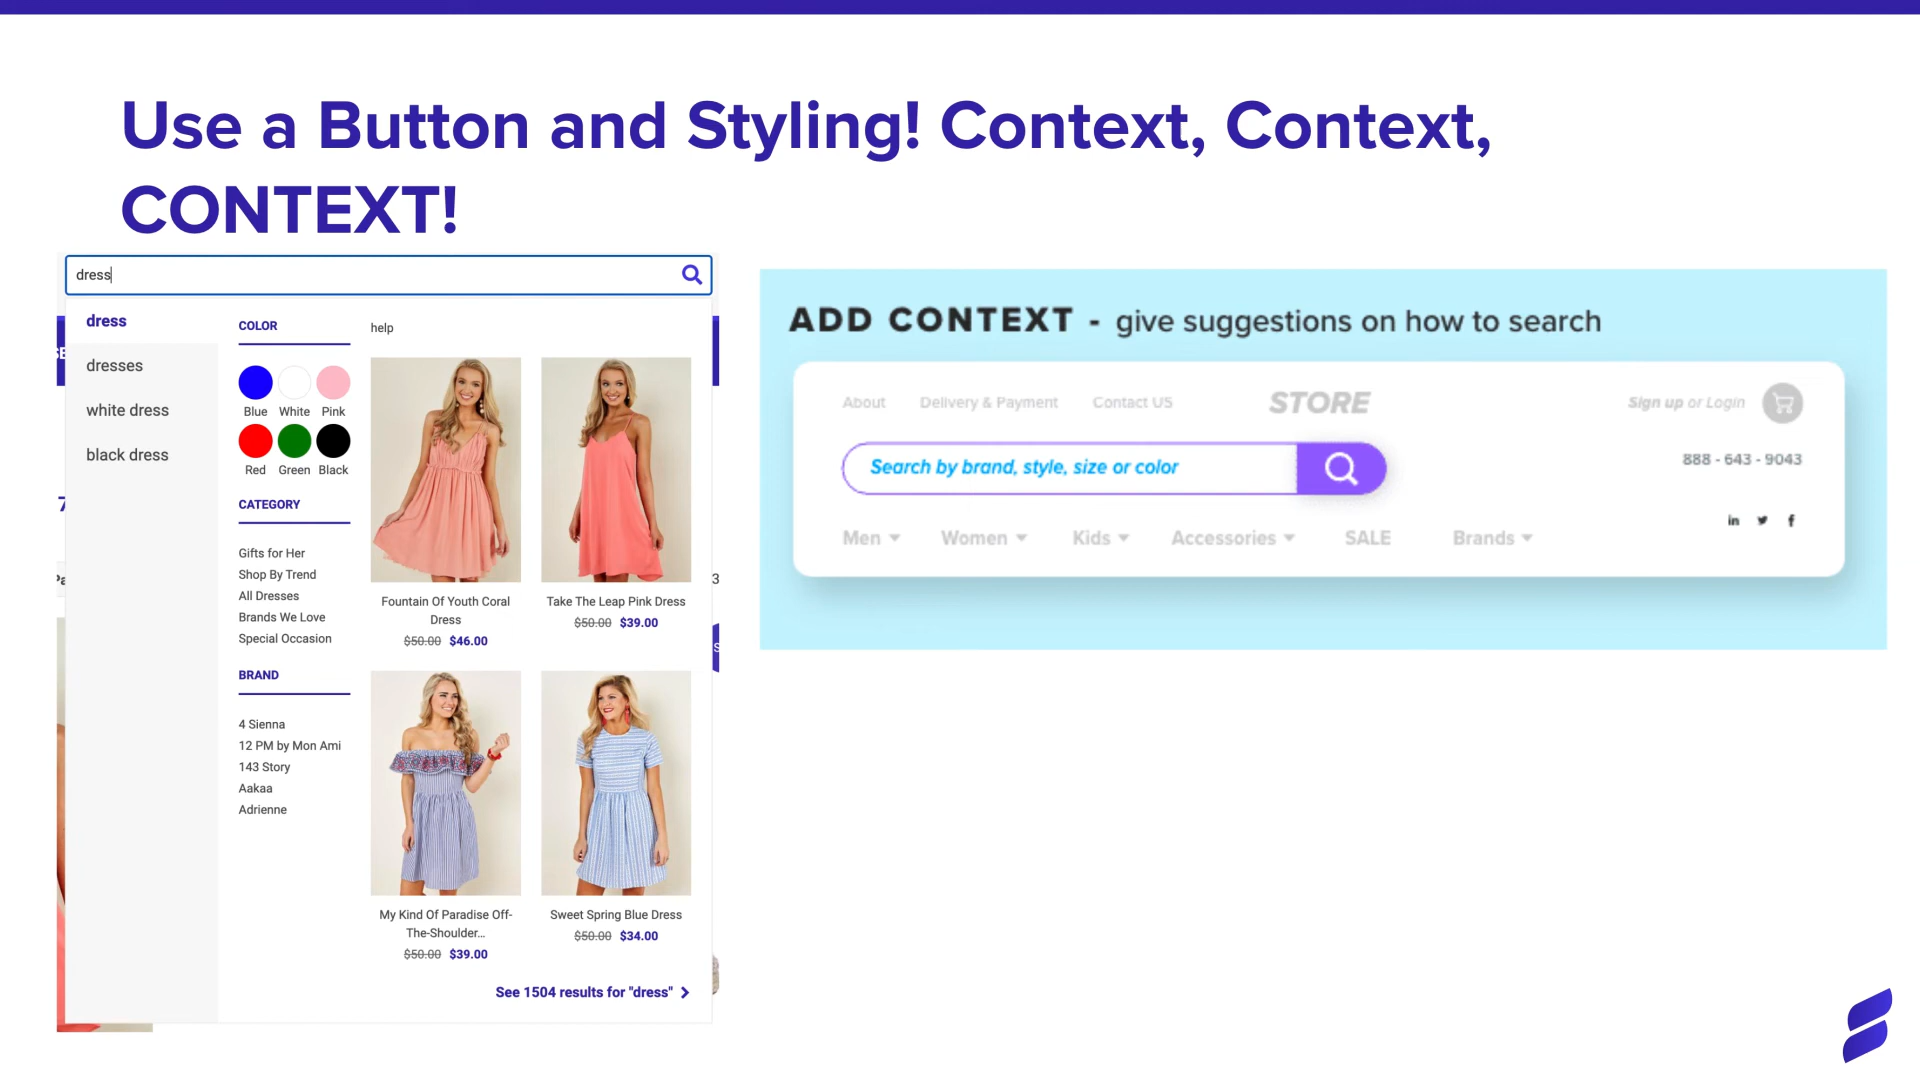 Use a Button and Styling! Context, Context,
CONTEXT!
dress
dress
dresses
white dress
black dress
COLOR
Blue White Pink
Red Green Black
CATEGORY
Gifts for Her
Shop By Trend
All Dresses
Brands We Love
Special Occasion
BRAND
4 Sienna
12 PM by Mon Ami
143 Story
Aakaa
Adrienne
help
Fountain Of Youth Coral
Dress
$50.00 $46.00
Take The Leap Pink Dress
$50.00 $39.00
My Kind Of Paradise Off-
The-Shoulder...
$50.00 $39.00
Sweet Spring Blue Dress
$50.00 $34.00
See 1504 results for "dress"
ADD CONTEXT - give suggestions on how to search
About Delivery & Payment Contact US STORE Sign up or Login
Search by brand, style, size or color
888 - 643 - 9043
Men Women Kids Accessories SALE Brands